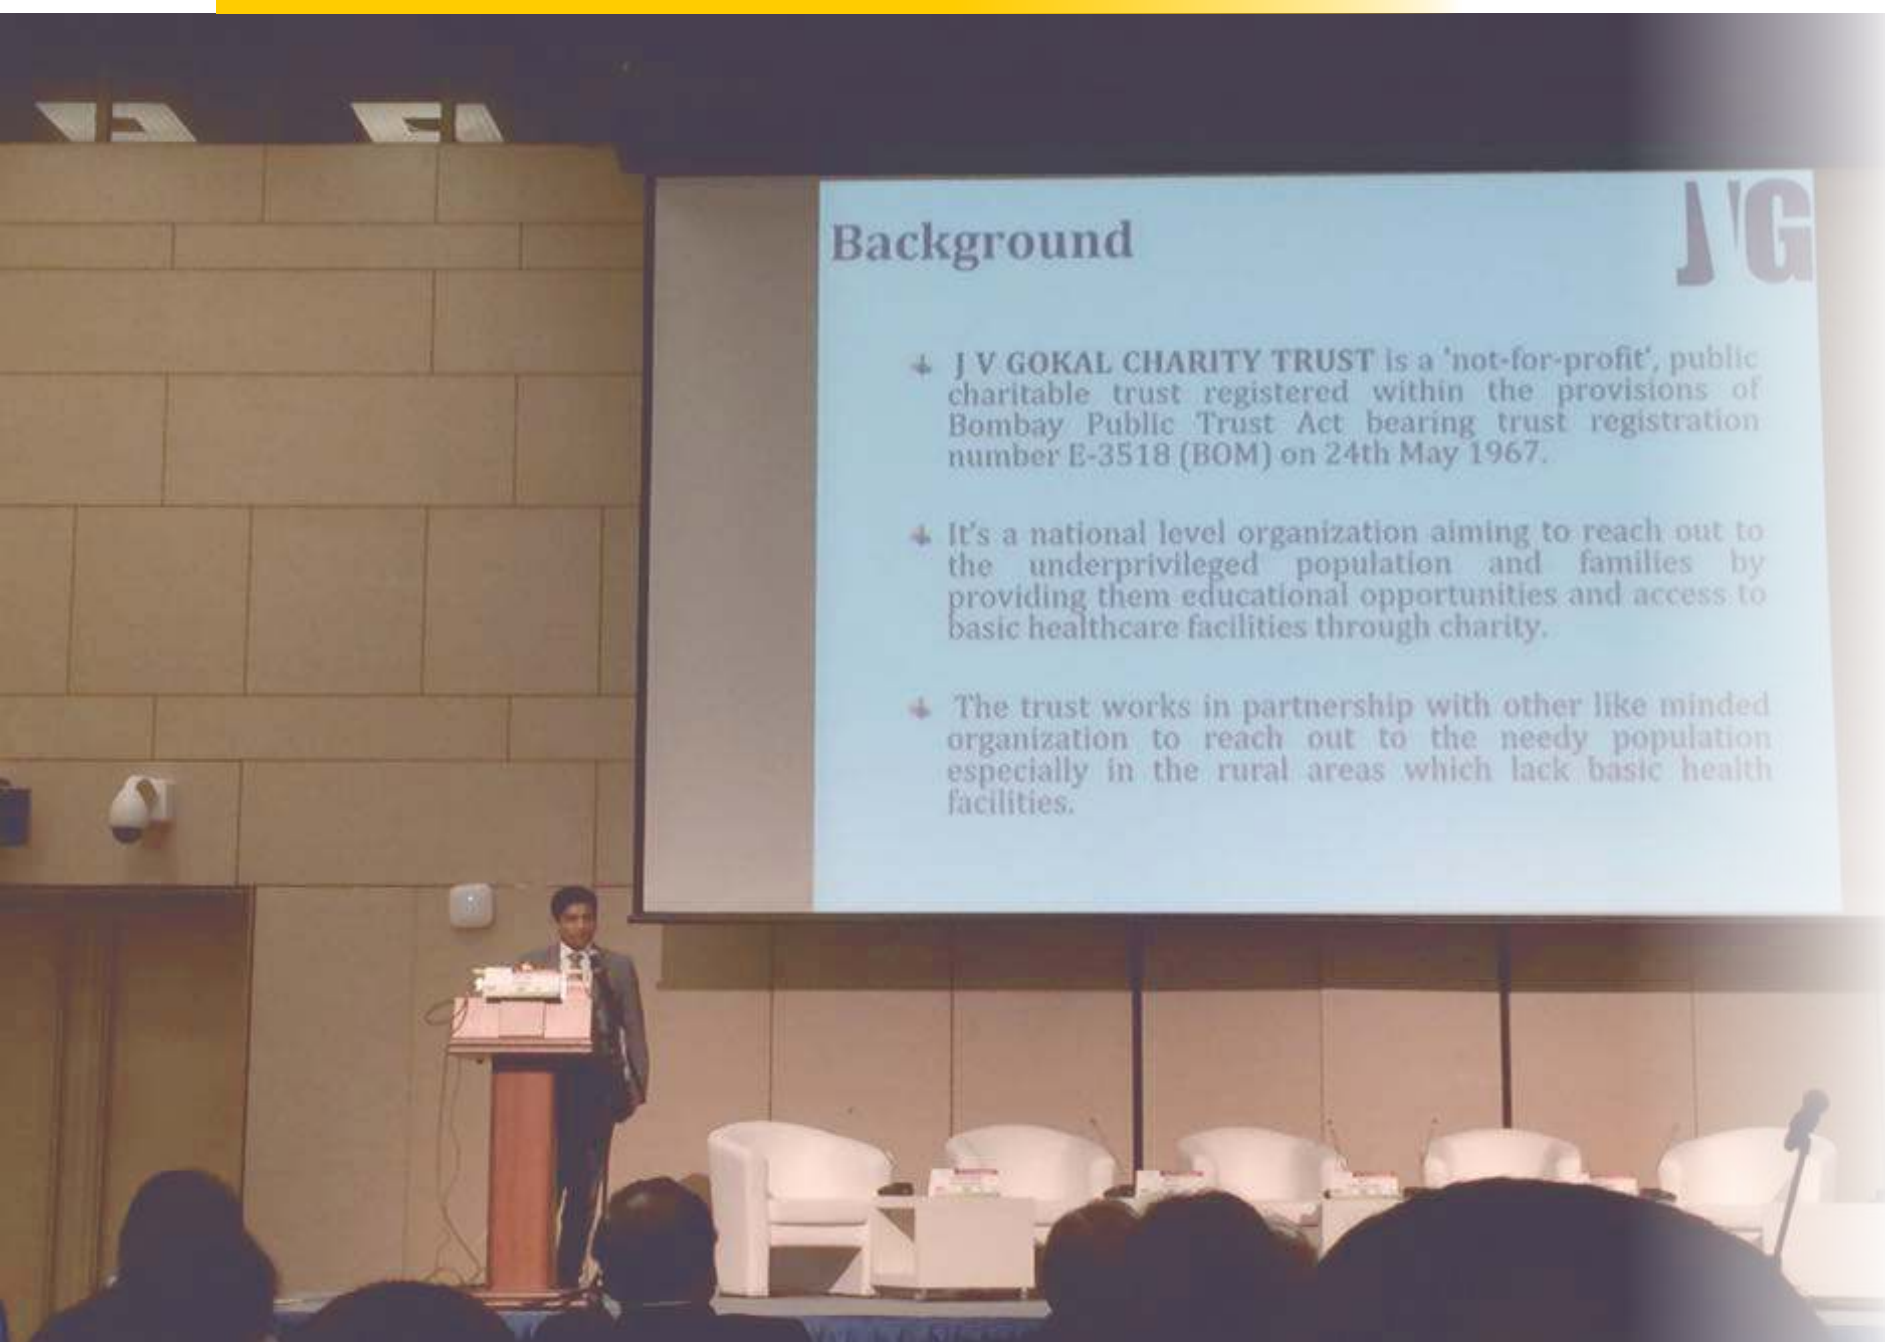 JVG
Background
J V GOKAL CHARITY TRUST is a 'not-for-profit', public
charitable trust registered within the provisions of
Bombay Public Trust Act bearing trust registration
number E-3518 (BOM) on 24th May 1967.
It's a national level organization aiming to reach out to
the underprivileged population and families by
providing them educational opportunities and access to
basic healthcare facilities through charity.
The trust works in partnership with other like minded
organization to reach out to the needy population
especially in the rural areas which lack basic health
facilities.